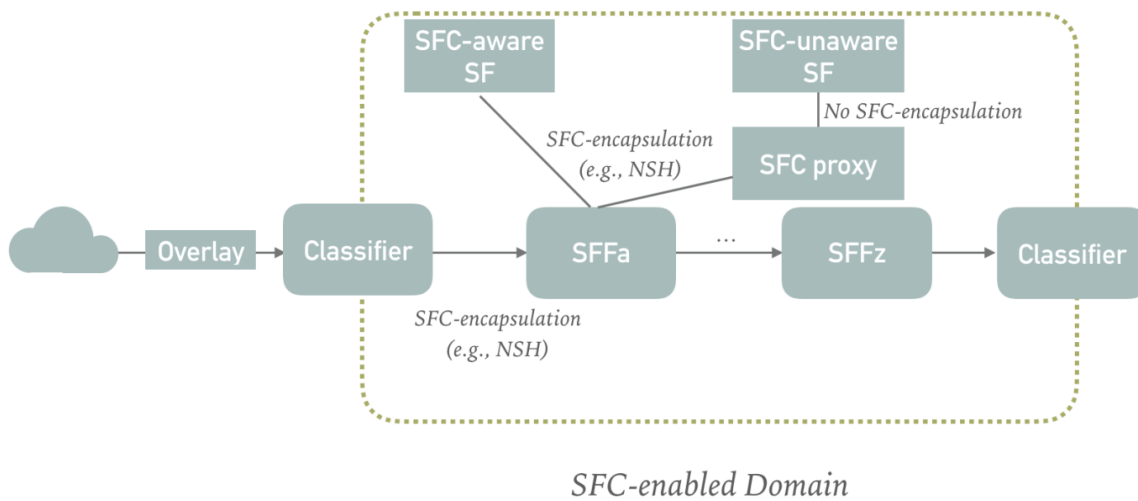 SFC-aware
SF
SFC-unaware
SF
No SFC-encapsulation
SFC-encapsulation
(e.g., NSH)
SFC proxy
Overlay
Classifier
SFFa
...
SFFz
Classifier
SFC-encapsulation
(e.g., NSH)
SFC-enabled Domain